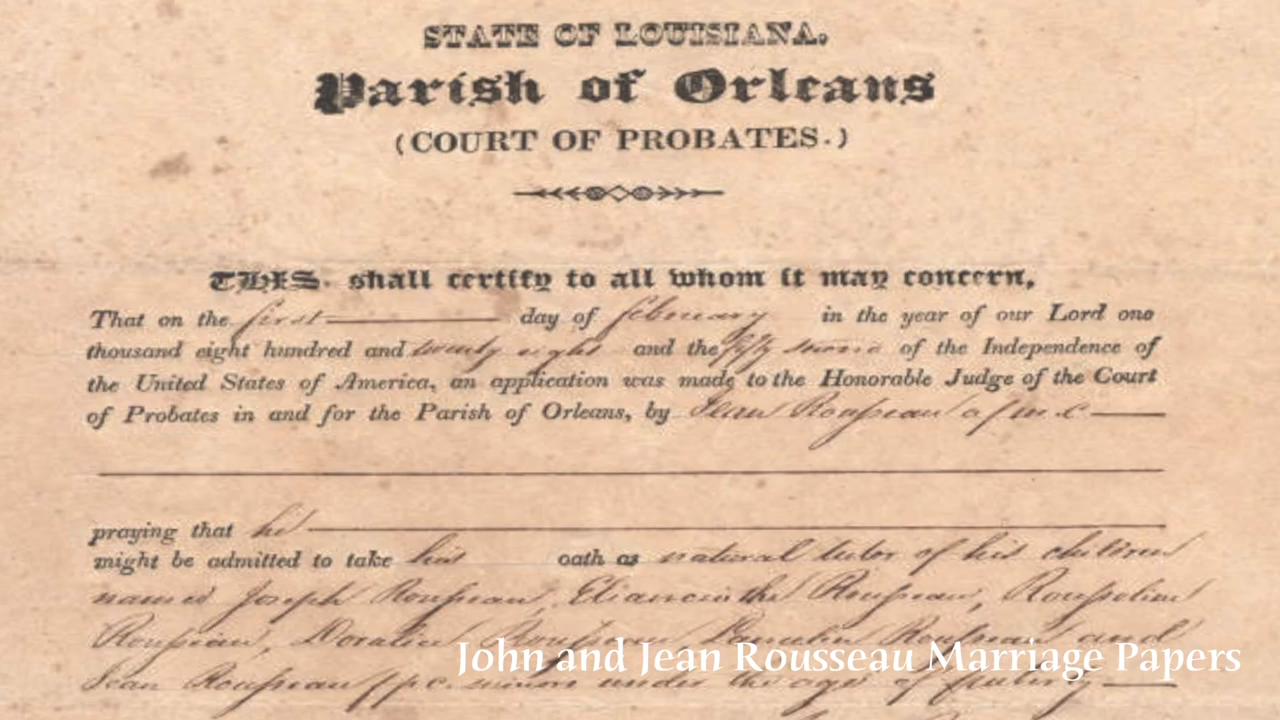 STATE OF LOUISIANA.
Parish of Orleans
(COURT OF PROBATES.)
THIS. shall certify to all whom it may concern,
That on the first day of february in the year of our Lord one
thousand eight hundred and twenty eight and the fifty second of the Independence of
the United States of America, an application was made to the Honorable Judge of the Court
of Probates in and for the Parish of Orleans, by Jean Rousseau a f m c
praying that he
might be admitted to take his oath as natural tutor of his children
named Joseph Rousseau, Rousseau,
Rousseau, Rousseau Rousseau and
Jean Rousseau f.p.c. minors under the age of puberty
John and Jean Rousseau Marriage Papers